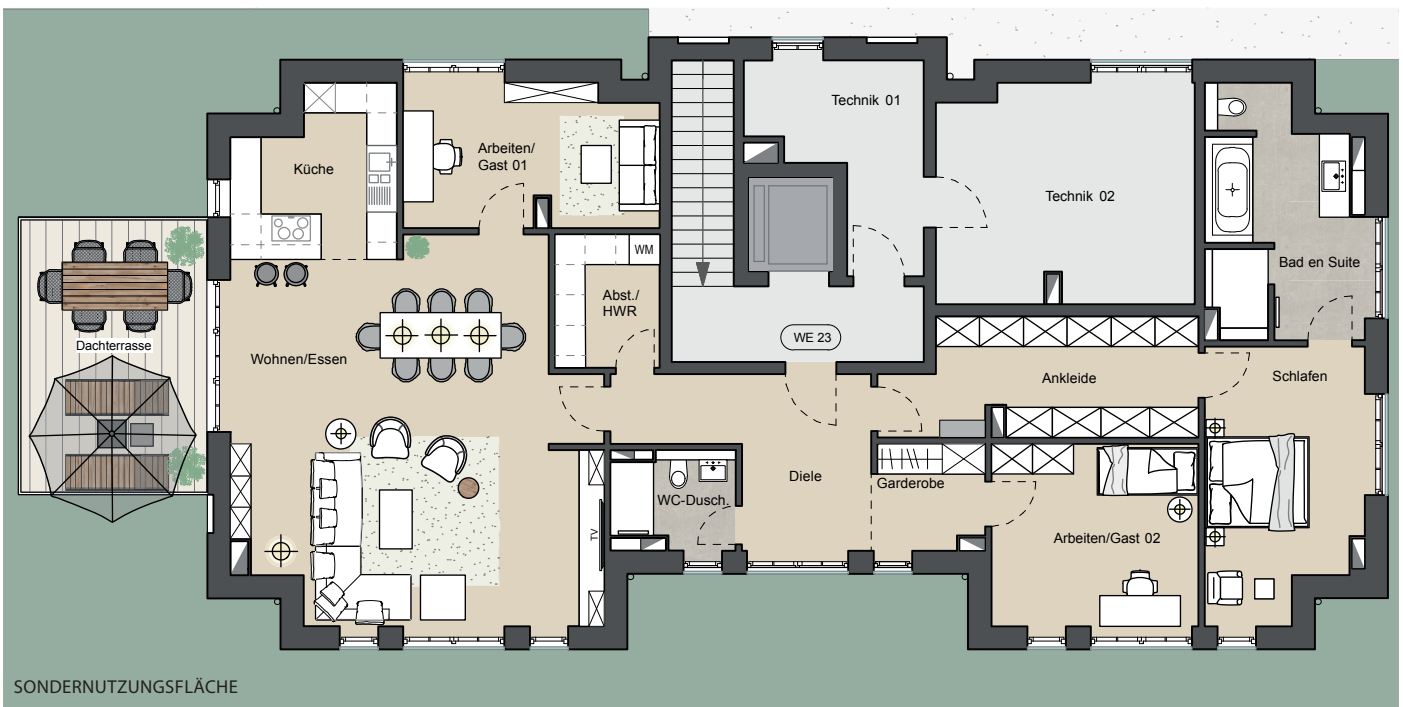 Technik 01
Arbeiten/
Gast 01
Küche
Technik 02
WM
Bad en Suite
Abst./
HWR
WE 23
Dachterrasse
Wohnen/Essen
Ankleide
Schlafen
Diele
Garderobe
WC-Dusch.
TV
Arbeiten/Gast 02
SONDERNUTZUNGSFLÄCHE